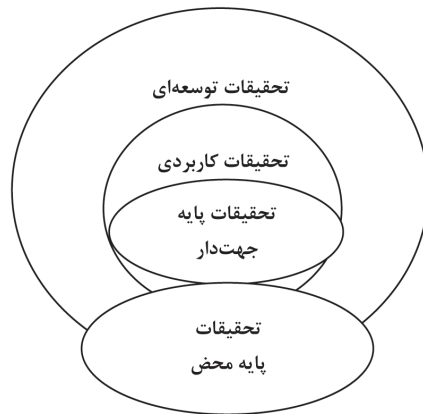 تحقیقات توسعه‌ای
تحقیقات کاربردی
تحقیقات پایه
جهت‌دار
تحقیقات
پایه محض